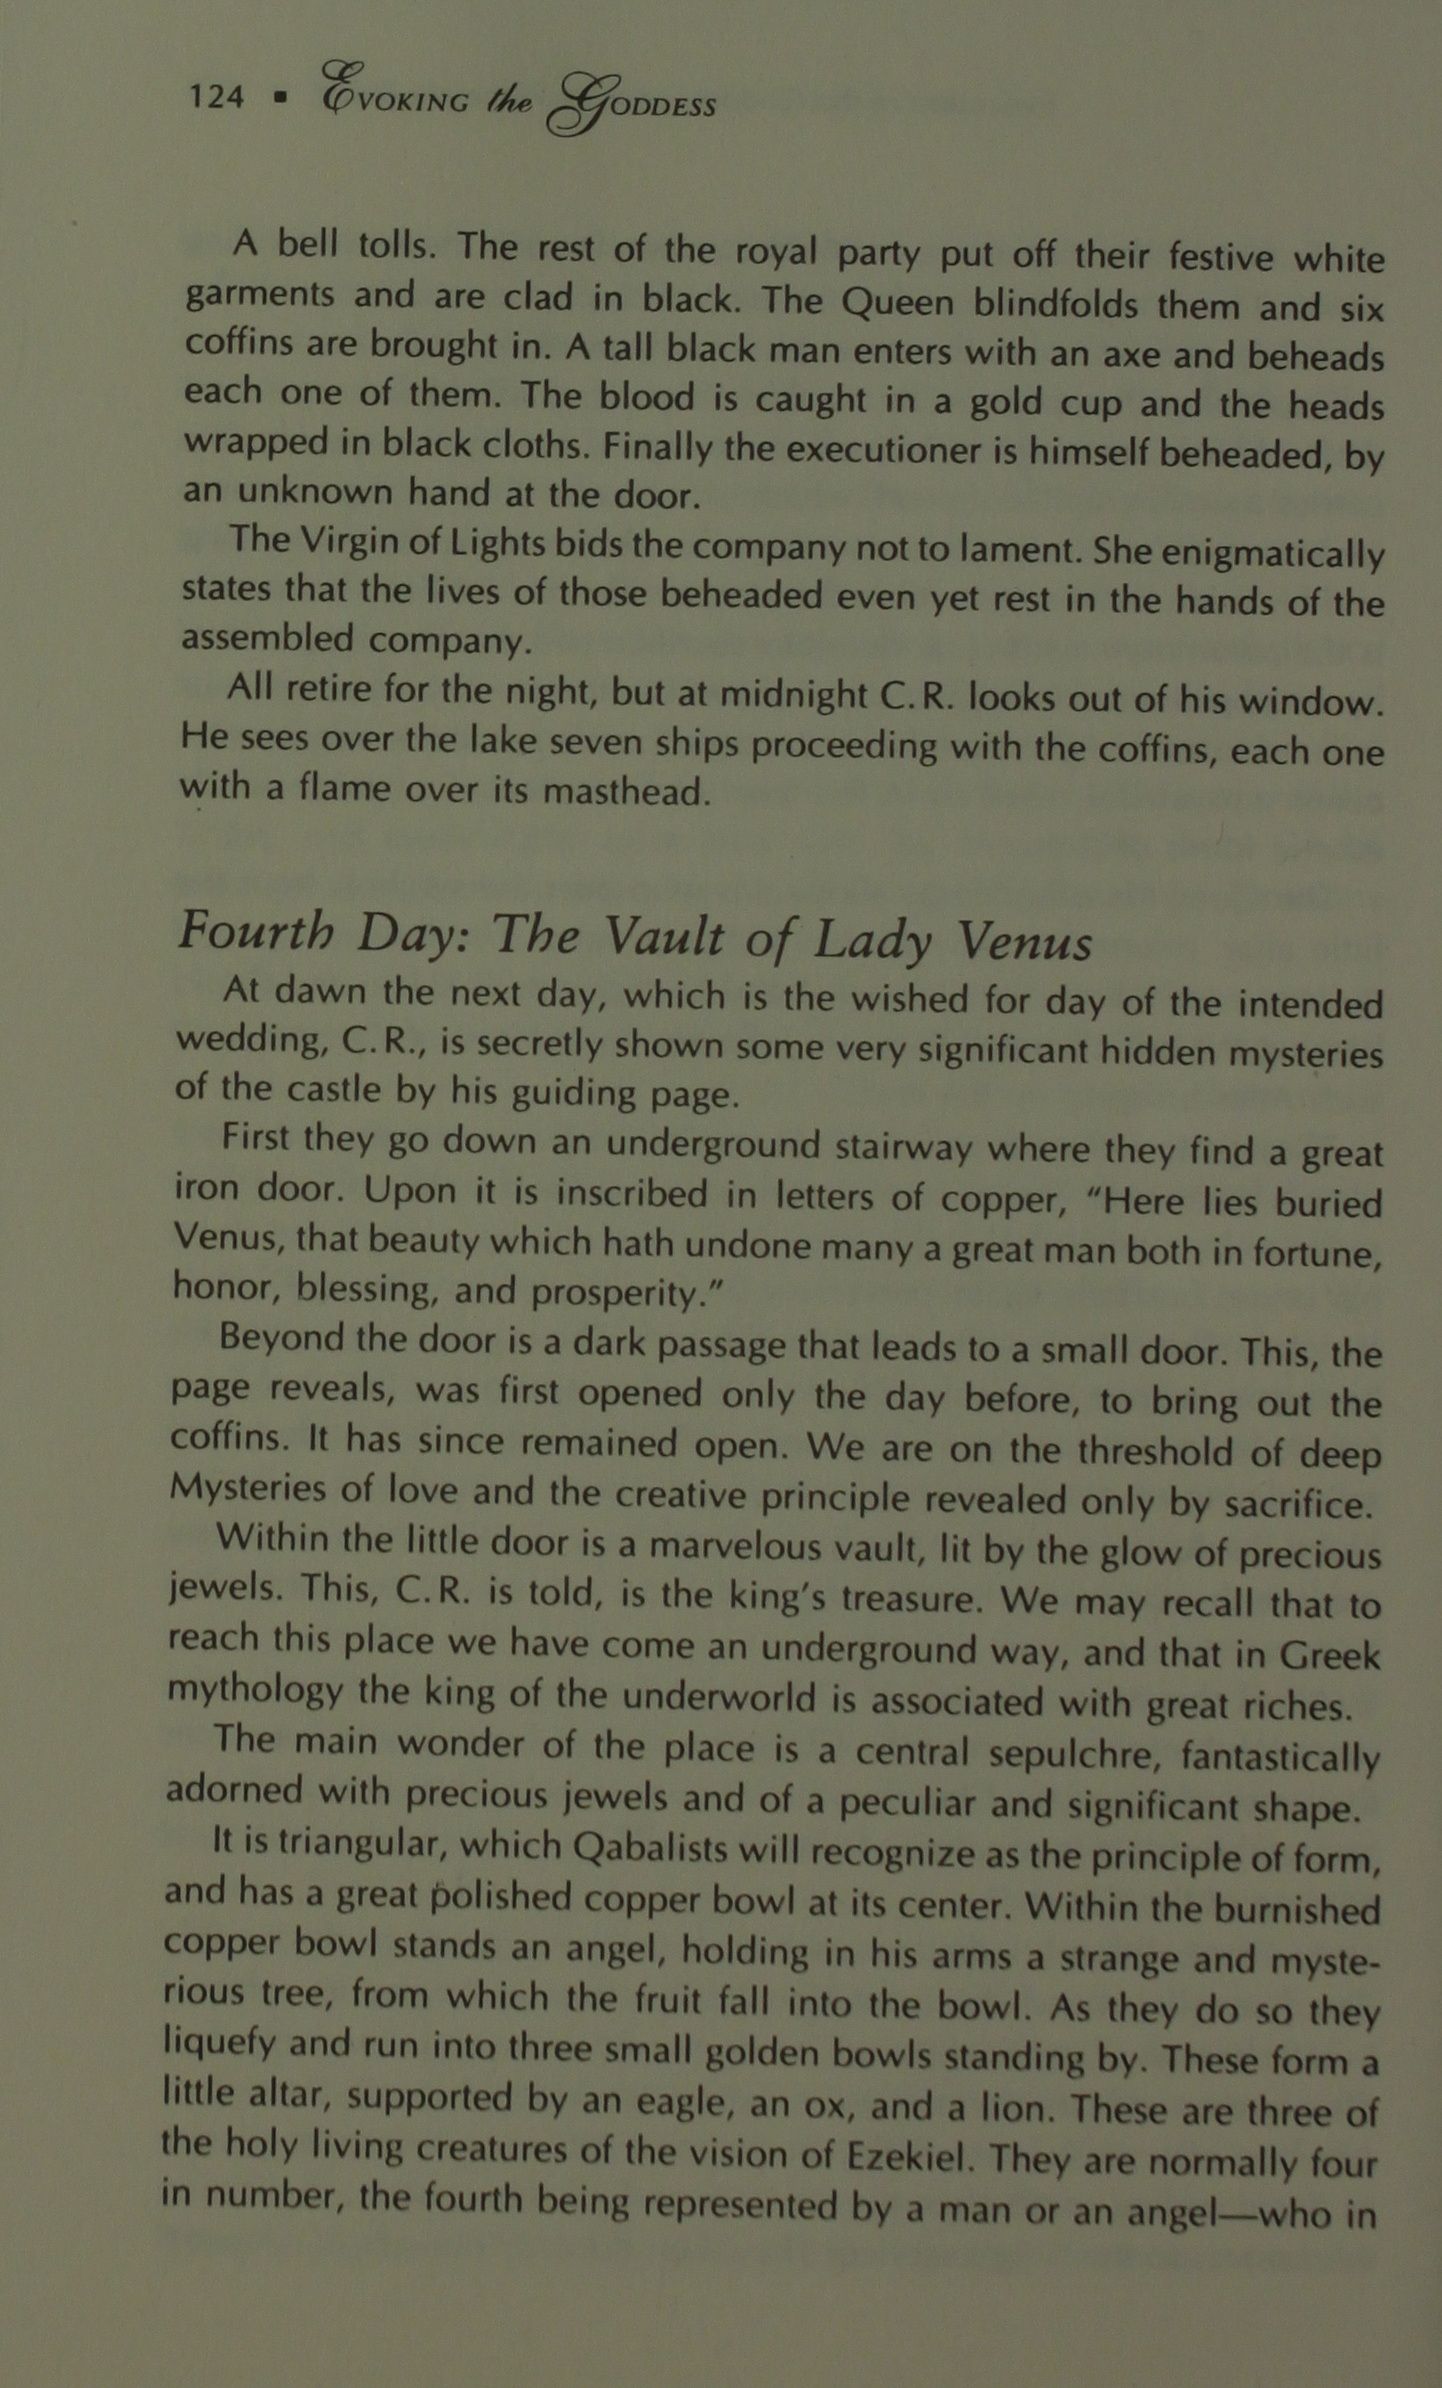 124 ▪ Evoking the Goddess
A bell tolls. The rest of the royal party put off their festive white
garments and are clad in black. The Queen blindfolds them and six
coffins are brought in. A tall black man enters with an axe and beheads
each one of them. The blood is caught in a gold cup and the heads
wrapped in black cloths. Finally the executioner is himself beheaded, by
an unknown hand at the door.
The Virgin of Lights bids the company not to lament. She enigmatically
states that the lives of those beheaded even yet rest in the hands of the
assembled company.
All retire for the night, but at midnight C.R. looks out of his window.
He sees over the lake seven ships proceeding with the coffins, each one
with a flame over its masthead.
Fourth Day: The Vault of Lady Venus
At dawn the next day, which is the wished for day of the intended
wedding, C.R., is secretly shown some very significant hidden mysteries
of the castle by his guiding page.
First they go down an underground stairway where they find a great
iron door. Upon it is inscribed in letters of copper, “Here lies buried
Venus, that beauty which hath undone many a great man both in fortune,
honor, blessing, and prosperity.”
Beyond the door is a dark passage that leads to a small door. This, the
page reveals, was first opened only the day before, to bring out the
coffins. It has since remained open. We are on the threshold of deep
Mysteries of love and the creative principle revealed only by sacrifice.
Within the little door is a marvelous vault, lit by the glow of precious
jewels. This, C.R. is told, is the king’s treasure. We may recall that to
reach this place we have come an underground way, and that in Greek
mythology the king of the underworld is associated with great riches.
The main wonder of the place is a central sepulchre, fantastically
adorned with precious jewels and of a peculiar and significant shape.
It is triangular, which Qabalists will recognize as the principle of form,
and has a great polished copper bowl at its center. Within the burnished
copper bowl stands an angel, holding in his arms a strange and myste-
rious tree, from which the fruit fall into the bowl. As they do so they
liquefy and run into three small golden bowls standing by. These form a
little altar, supported by an eagle, an ox, and a lion. These are three of
the holy living creatures of the vision of Ezekiel. They are normally four
in number, the fourth being represented by a man or an angel—who in